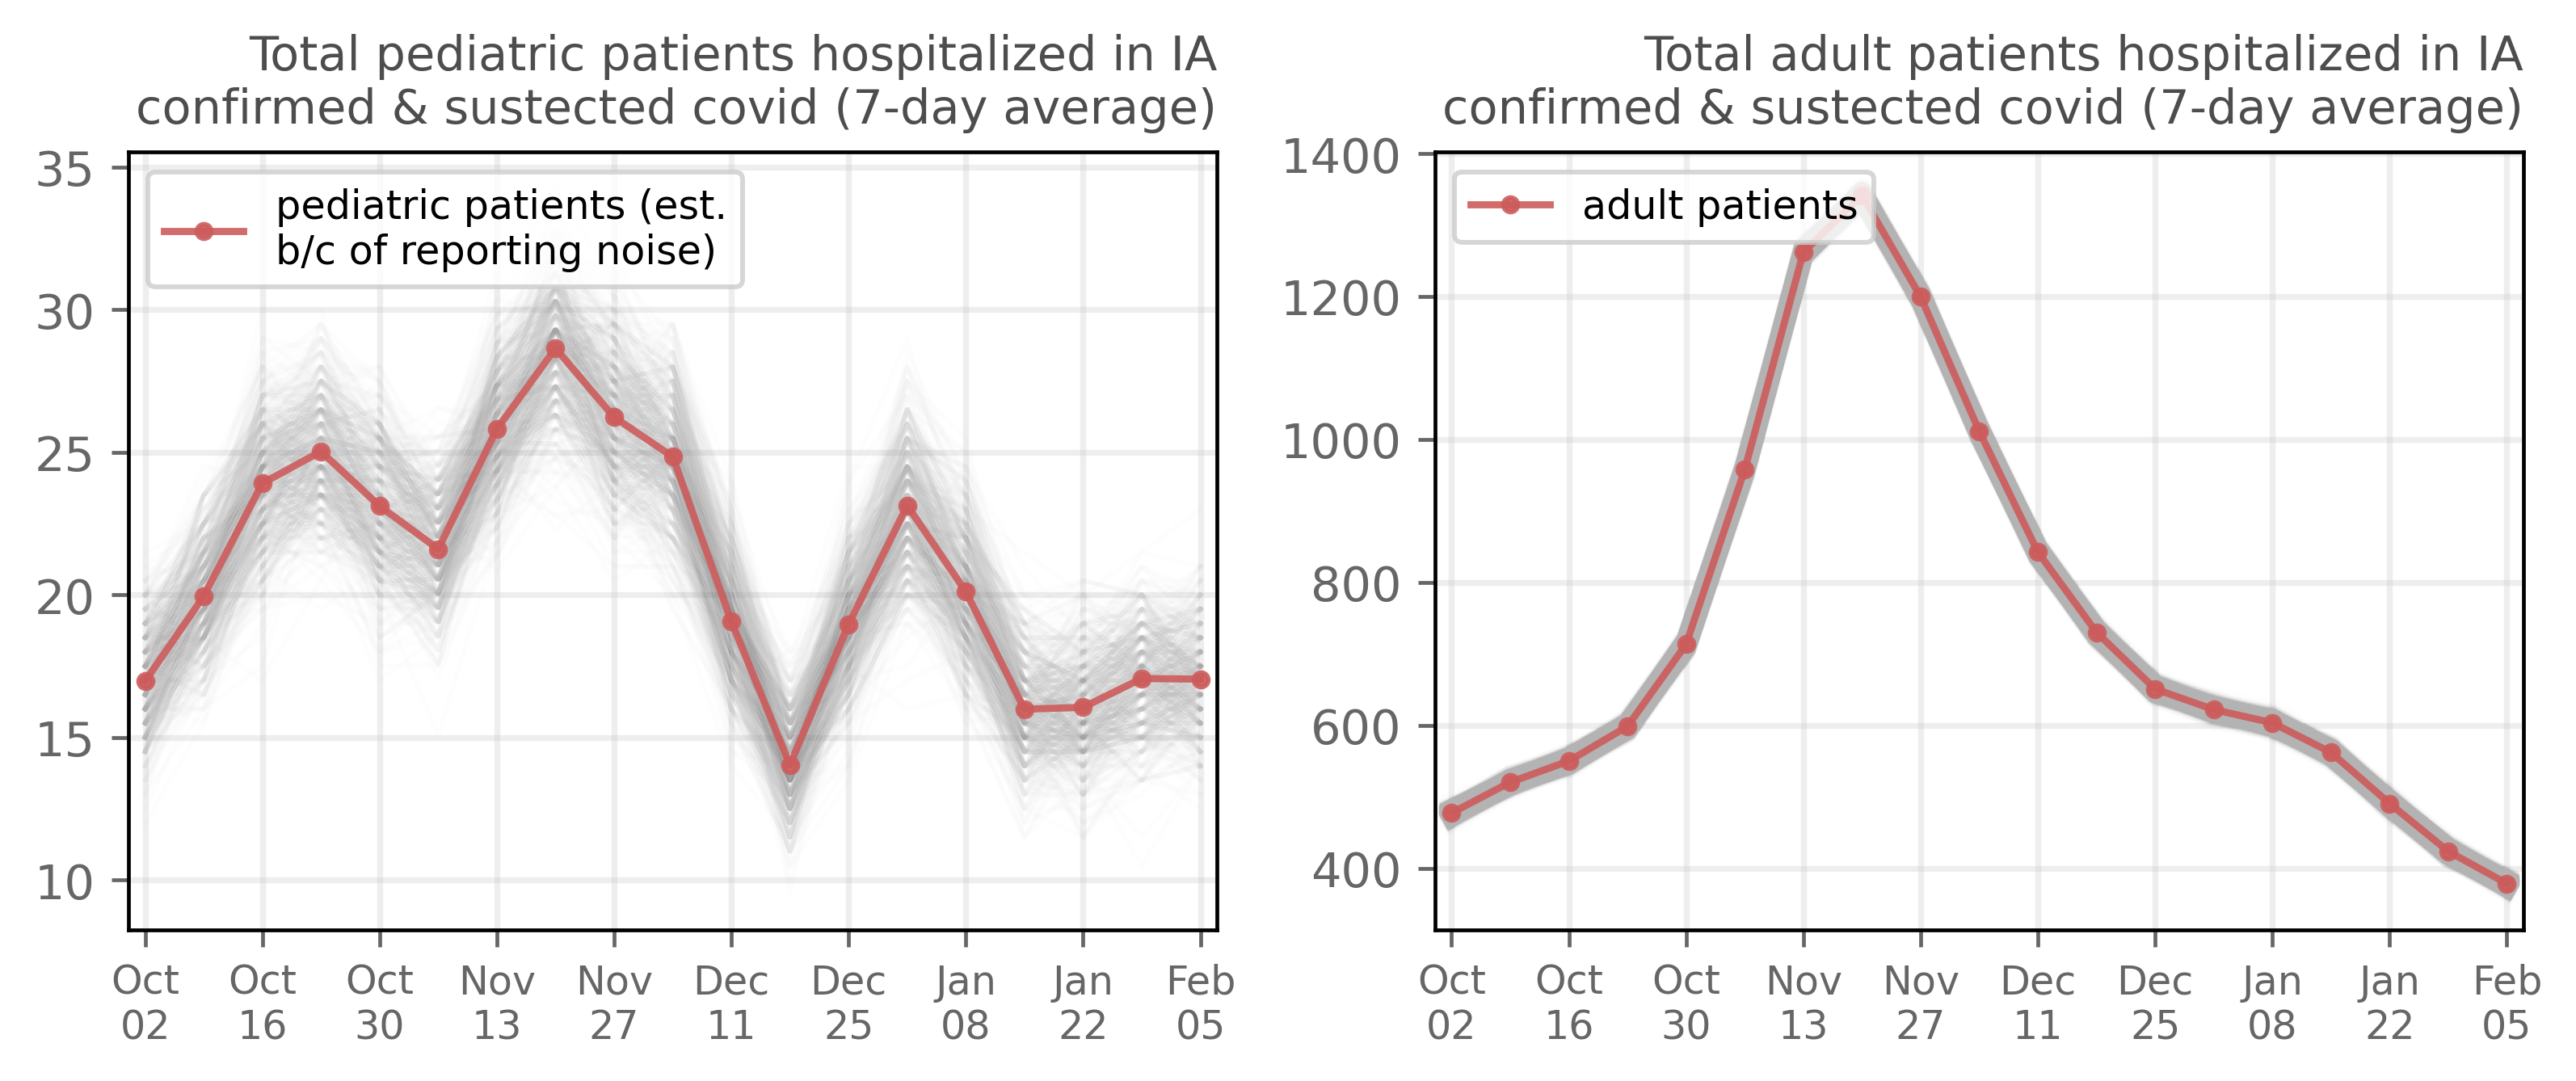 Total pediatric patients hospitalized in IA
confirmed & sustected covid (7-day average)
35
30
25
20
15
10
pediatric patients (est.
b/c of reporting noise)
Oct Oct Oct Nov Nov Dec Dec Jan Jan Feb
02 16 30 13 27 11 25 08 22 05
Total adult patients hospitalized in IA
confirmed & sustected covid (7-day average)
1400
1200
1000
800
600
400
adult patients
Oct Oct Oct Nov Nov Dec Dec Jan Jan Feb
02 16 30 13 27 11 25 08 22 05